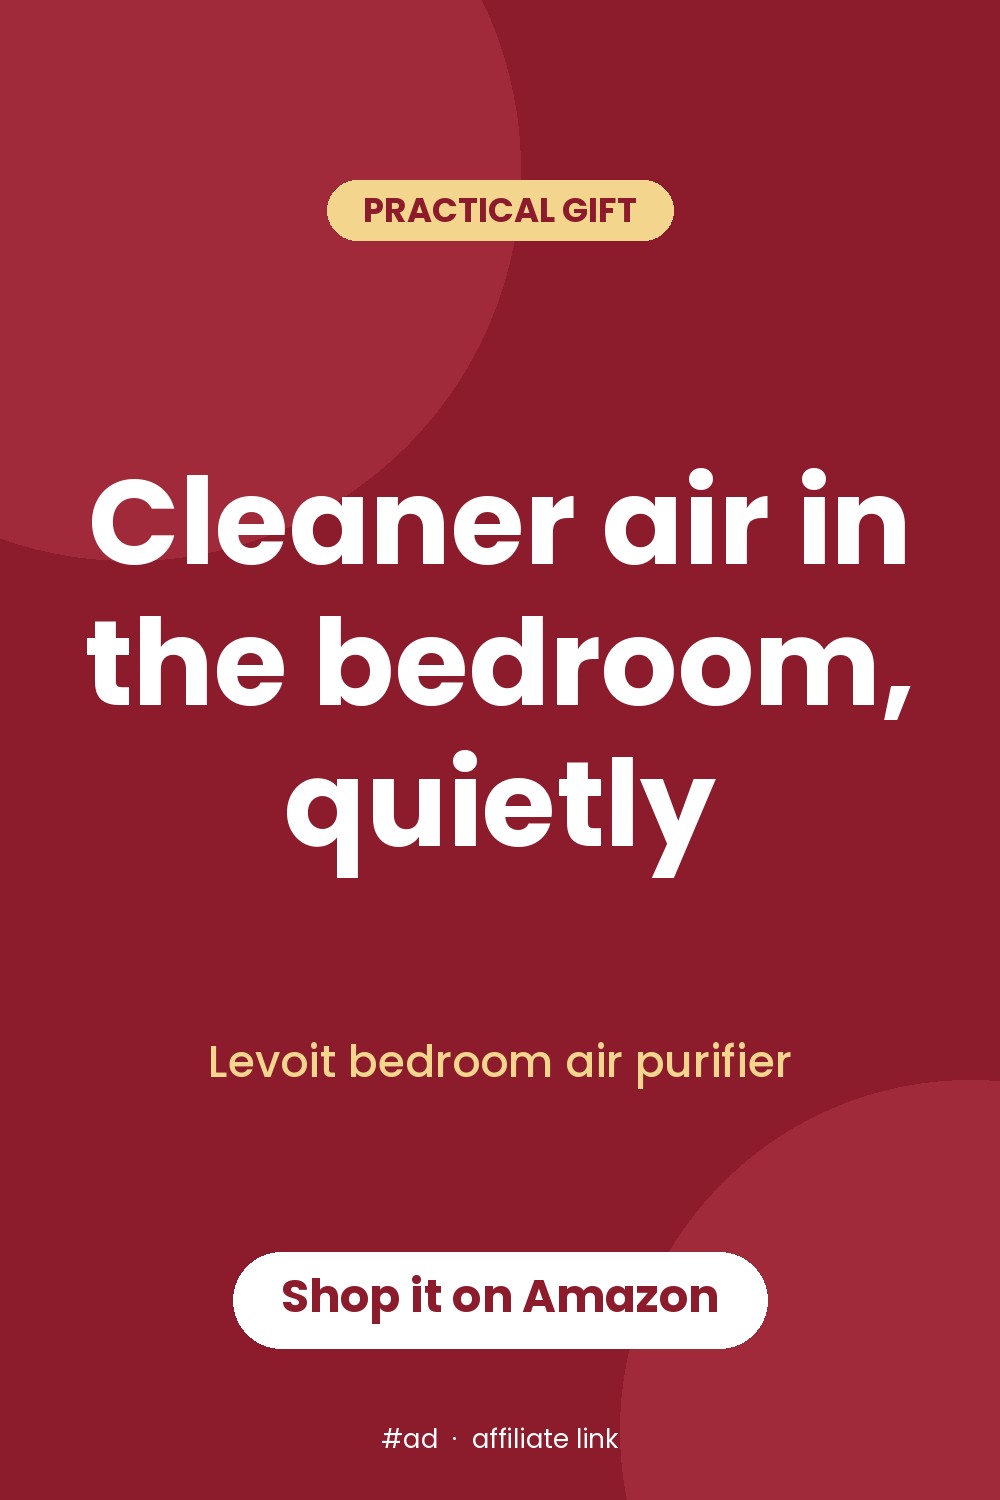 PRACTICAL GIFT
Cleaner air in
the bedroom,
quietly
Levoit bedroom air purifier
Shop it on Amazon
#ad · affiliate link